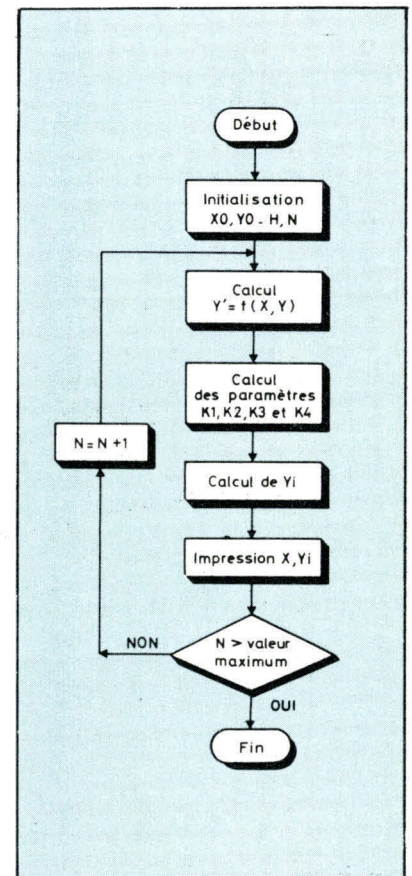 Début
Initialisation
X0, Y0 - H, N
Calcul
Y' = f ( X , Y )
Calcul
des paramètres
K1, K2, K3 et K4
N = N + 1
Calcul de Yi
Impression X, Yi
N > valeur
maximum
NON
OUI
Fin